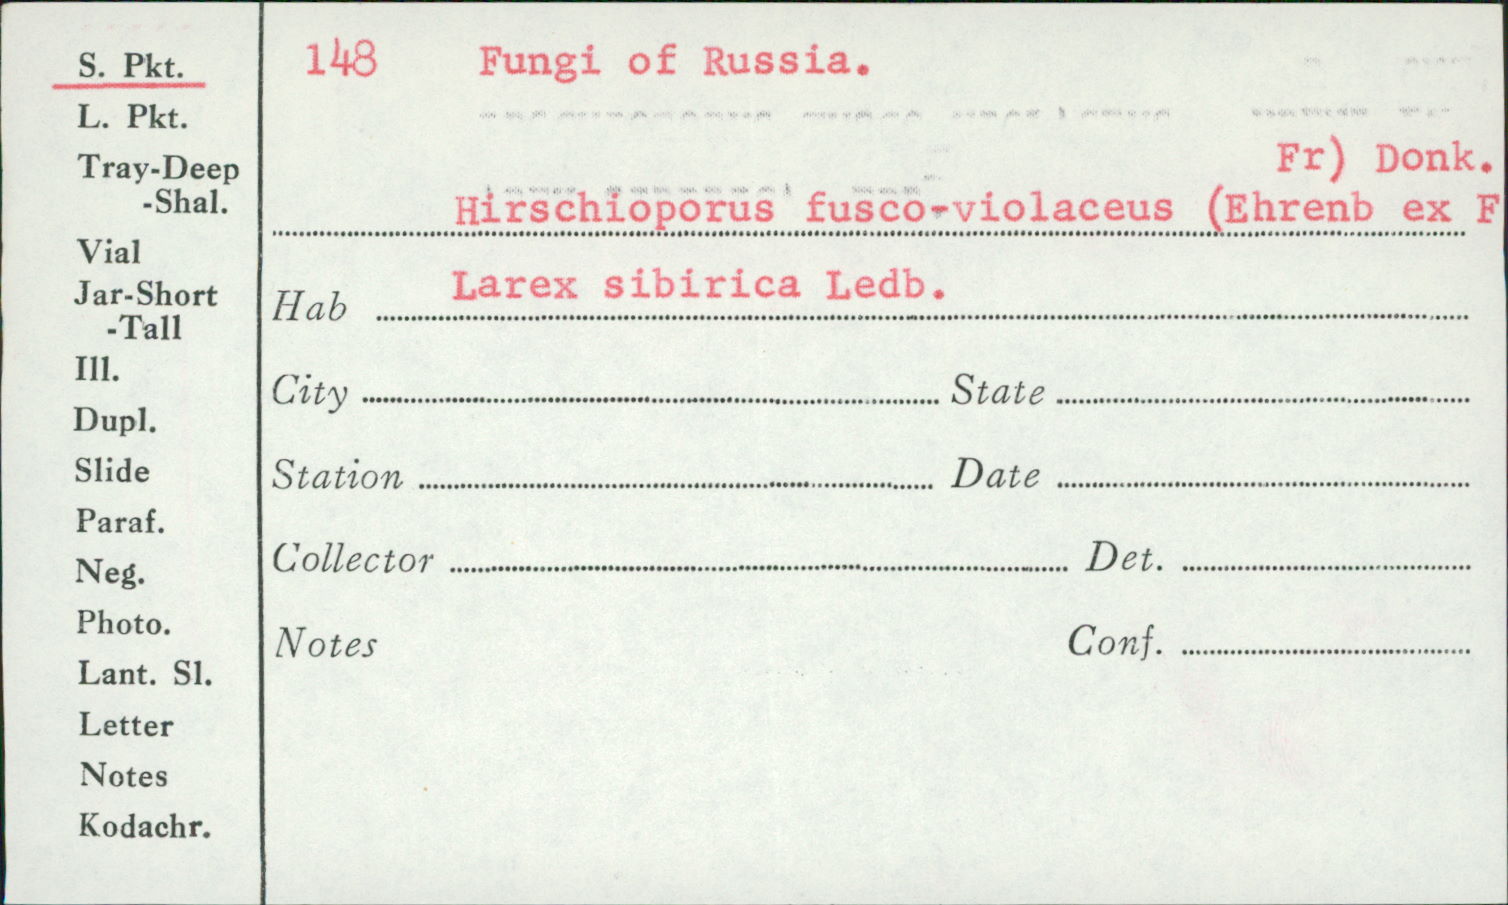 S. Pkt.
L. Pkt.
Tray-Deep
-Shal.
Vial
Jar-Short
-Tall
Ill.
Dupl.
Slide
Paraf.
Neg.
Photo.
Lant. Sl.
Letter
Notes
Kodachr.
148 Fungi of Russia.
Fr) Donk.
Hirschioporus fusco-violaceus (Ehrenb ex F
Hab Larex sibirica Ledb.
City State
Station Date
Collector Det.
Notes Conf.